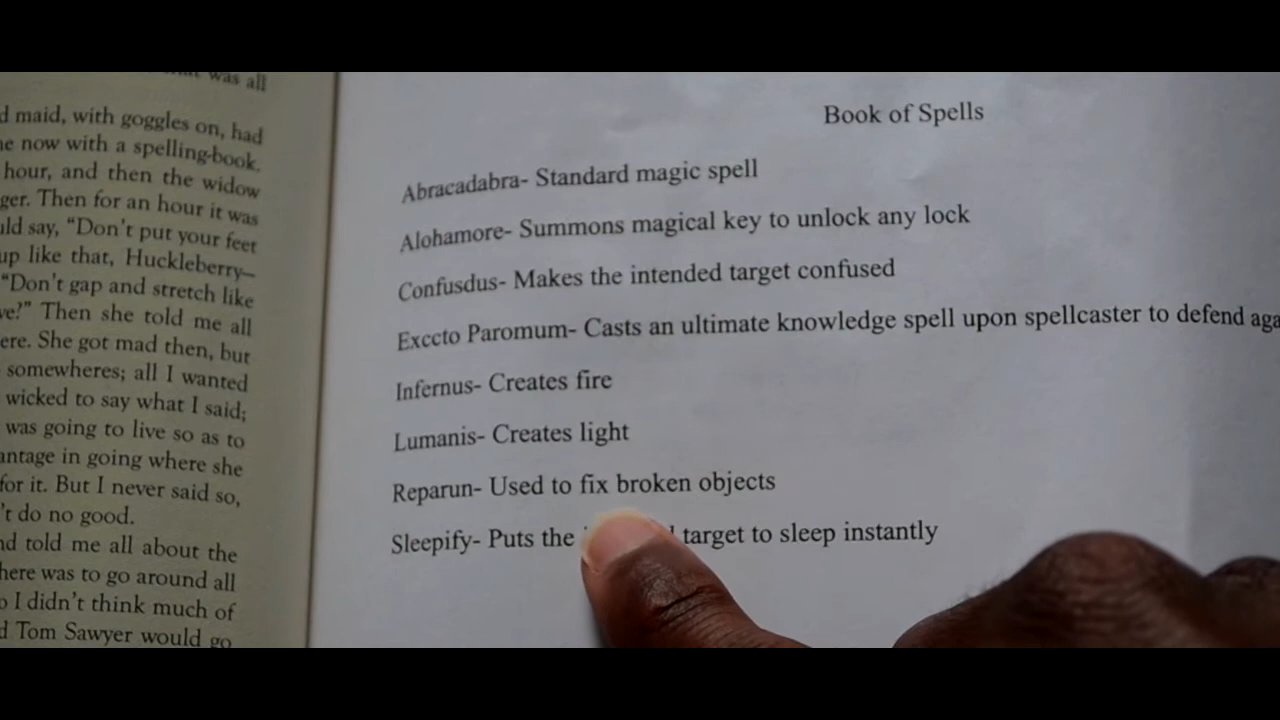 was all
d maid, with goggles on, had
e now with a spelling-book.
hour, and then the widow
ger. Then for an hour it was
uld say, "Don't put your feet
up like that, Huckleberry—
"Don't gap and stretch like
ve?" Then she told me all
ere. She got mad then, but
somewheres; all I wanted
wicked to say what I said;
was going to live so as to
antage in going where she
for it. But I never said so,
't do no good.
nd told me all about the
here was to go around all
o I didn't think much of
d Tom Sawyer would go
Book of Spells
Abracadabra- Standard magic spell
Alohamore- Summons magical key to unlock any lock
Confusdus- Makes the intended target confused
Exccto Paromum- Casts an ultimate knowledge spell upon spellcaster to defend aga
Infernus- Creates fire
Lumanis- Creates light
Reparun- Used to fix broken objects
Sleepify- Puts the target to sleep instantly